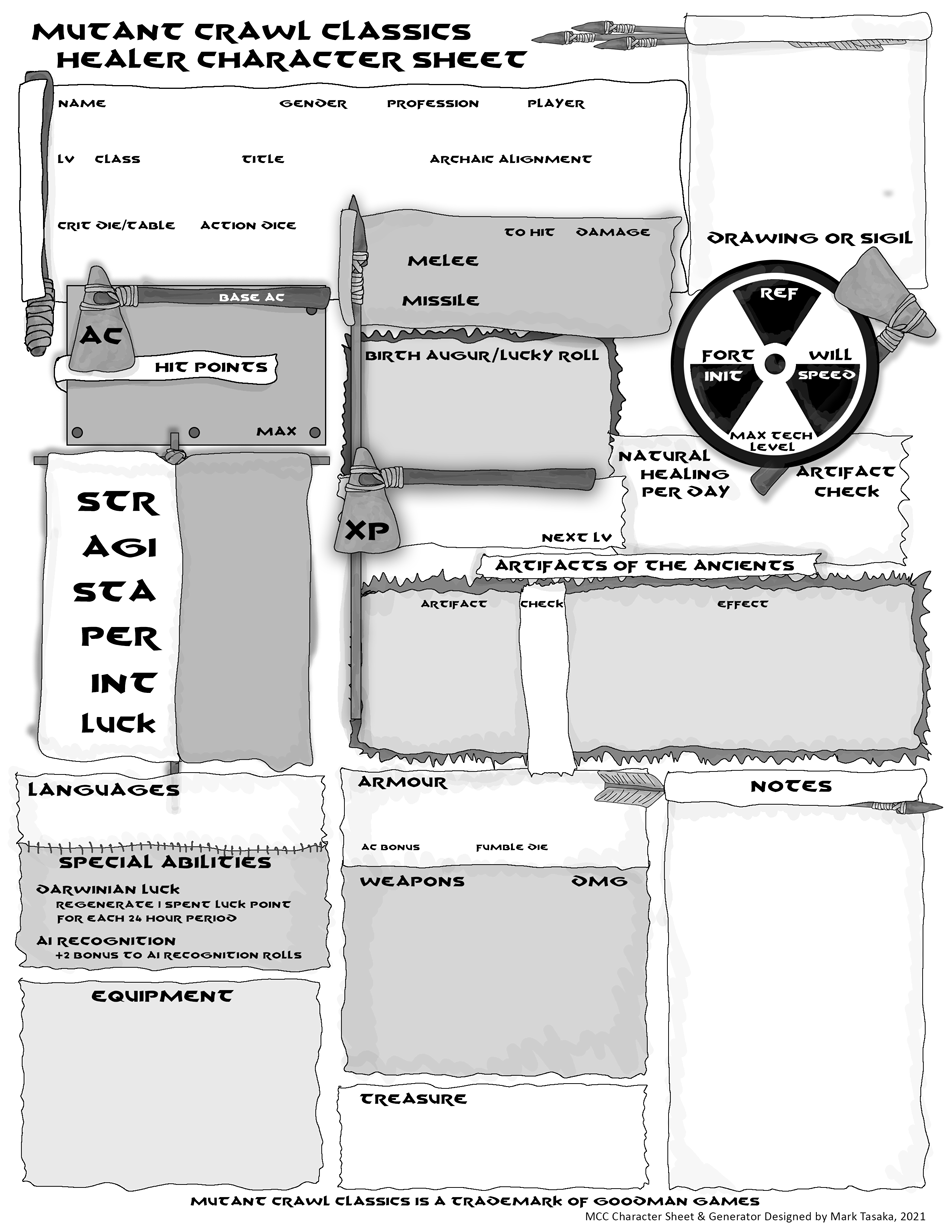 MUTANT CRAWL CLASSICS
HEALER CHARACTER SHEET
NAME GENDER PROFESSION PLAYER
LV CLASS TITLE ARCHAIC ALIGNMENT
CRIT DIE/TABLE ACTION DICE
DRAWING OR SIGIL
TO HIT DAMAGE
MELEE
MISSILE
BASE AC
AC
HIT POINTS
MAX
BIRTH AUGUR/LUCKY ROLL
REF
FORT WILL
INIT SPEED
MAX TECH
LEVEL
NATURAL
HEALING
PER DAY
ARTIFACT
CHECK
XP
NEXT LV
STR
AGI
STA
PER
INT
LUCK
ARTIFACTS OF THE ANCIENTS
ARTIFACT CHECK EFFECT
LANGUAGES
SPECIAL ABILITIES
DARWINIAN LUCK
REGENERATE 1 SPENT LUCK POINT
FOR EACH 24 HOUR PERIOD
AI RECOGNITION
+2 BONUS TO AI RECOGNITION ROLLS
EQUIPMENT
ARMOUR
AC BONUS FUMBLE DIE
WEAPONS DMG
TREASURE
NOTES
MUTANT CRAWL CLASSICS IS A TRADEMARK OF GOODMAN GAMES
MCC Character Sheet & Generator Designed by Mark Tasaka, 2021